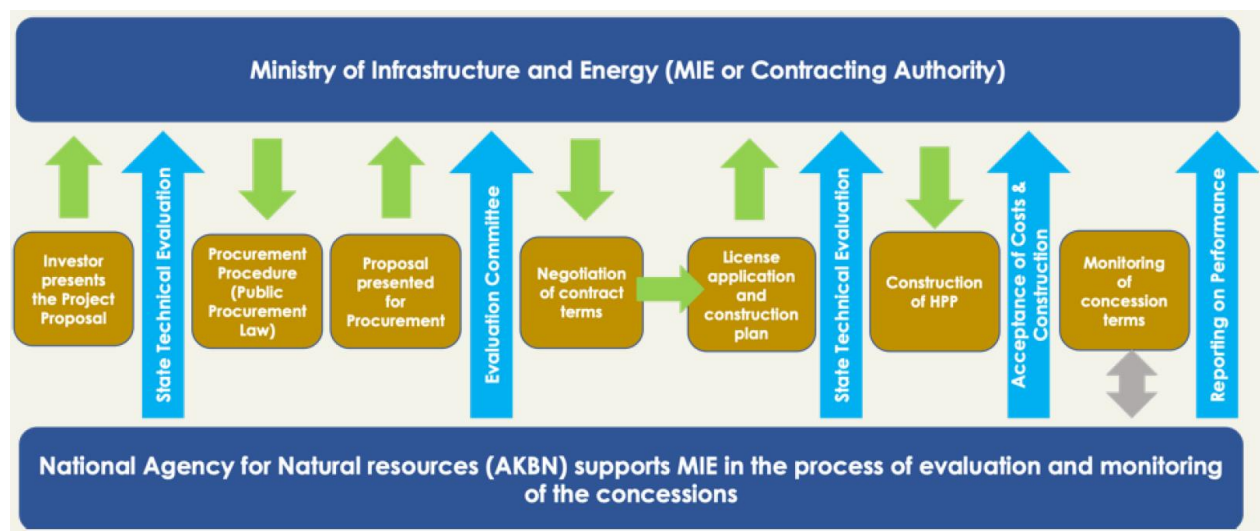 Ministry of Infrastructure and Energy (MIE or Contracting Authority)
Investor
presents
the Project
Proposal
State Technical Evaluation
Procurement
Procedure
(Public
Procurement
Law)
Proposal
presented
for
Procurement
Evaluation Committee
Negotiation
of contract
terms
License
application
and
construction
plan
State Technical Evaluation
Construction
of HPP
Acceptance of Costs &
Construction
Monitoring
of
concession
terms
Reporting on Performance
National Agency for Natural resources (AKBN) supports MIE in the process of evaluation and monitoring
of the concessions